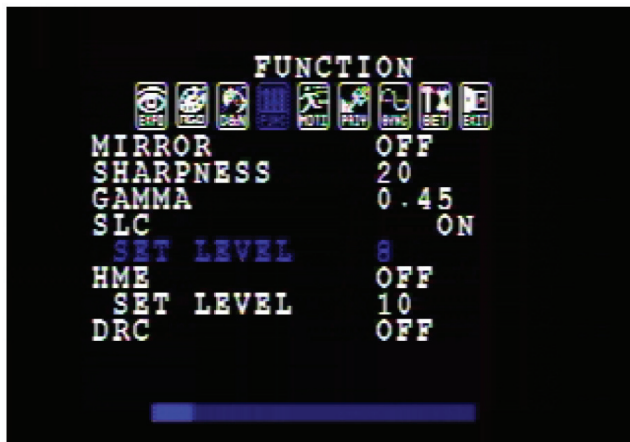 FUNCTION
EXPO D&N FUNC MOTI PRIV SYNC SET EXIT
MIRROR OFF
SHARPNESS 20
GAMMA 0.45
SLC ON
SET LEVEL 8
HME OFF
SET LEVEL 10
DRC OFF